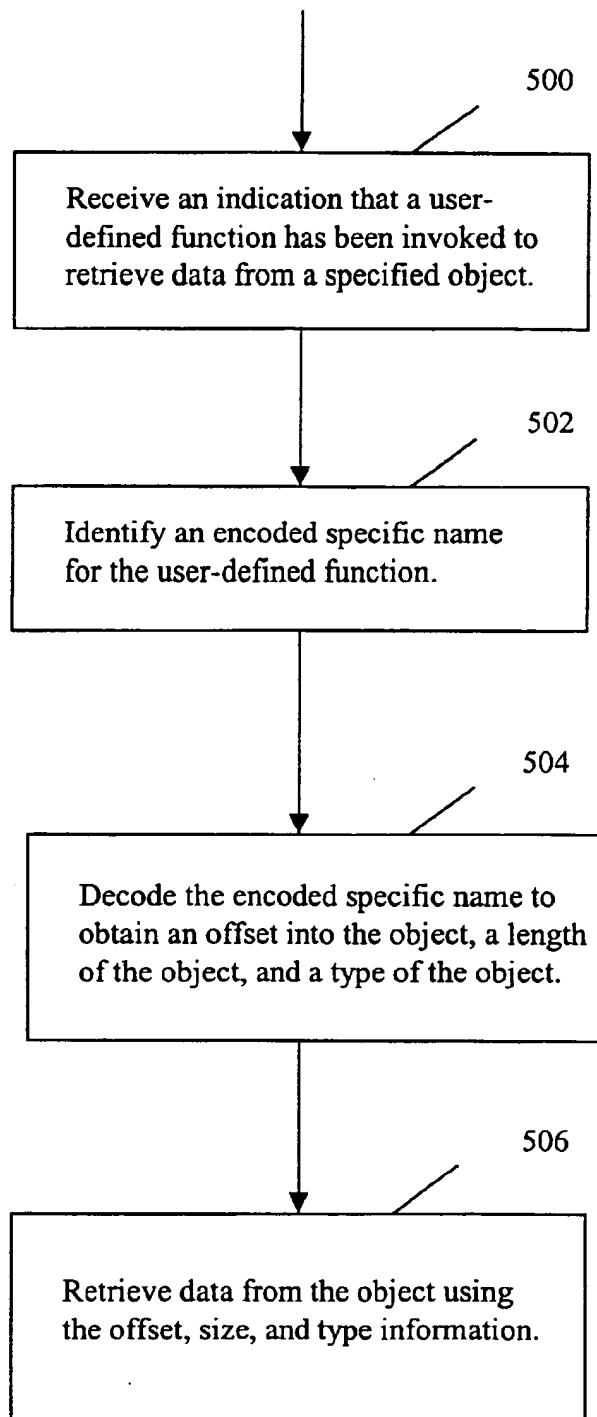 500
Receive an indication that a user-
defined function has been invoked to
retrieve data from a specified object.
502
Identify an encoded specific name
for the user-defined function.
504
Decode the encoded specific name to
obtain an offset into the object, a length
of the object, and a type of the object.
506
Retrieve data from the object using
the offset, size, and type information.